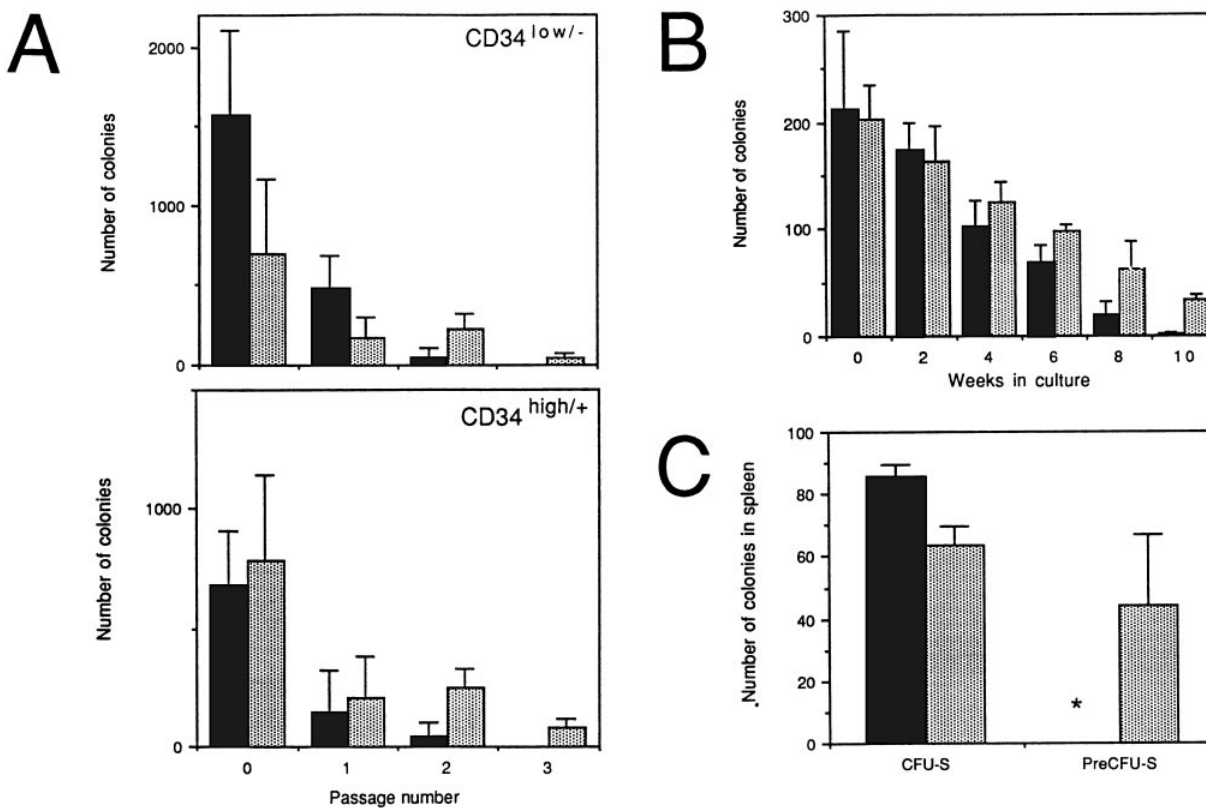 A
CD34 low/-
2000
1000
0
Number of colonies
CD34 high/+
1000
0
Number of colonies
0 1 2 3
Passage number
B
300
200
100
0
Number of colonies
0 2 4 6 8 10
Weeks in culture
C
100
80
60
40
20
0
Number of colonies in spleen
*
CFU-S PreCFU-S